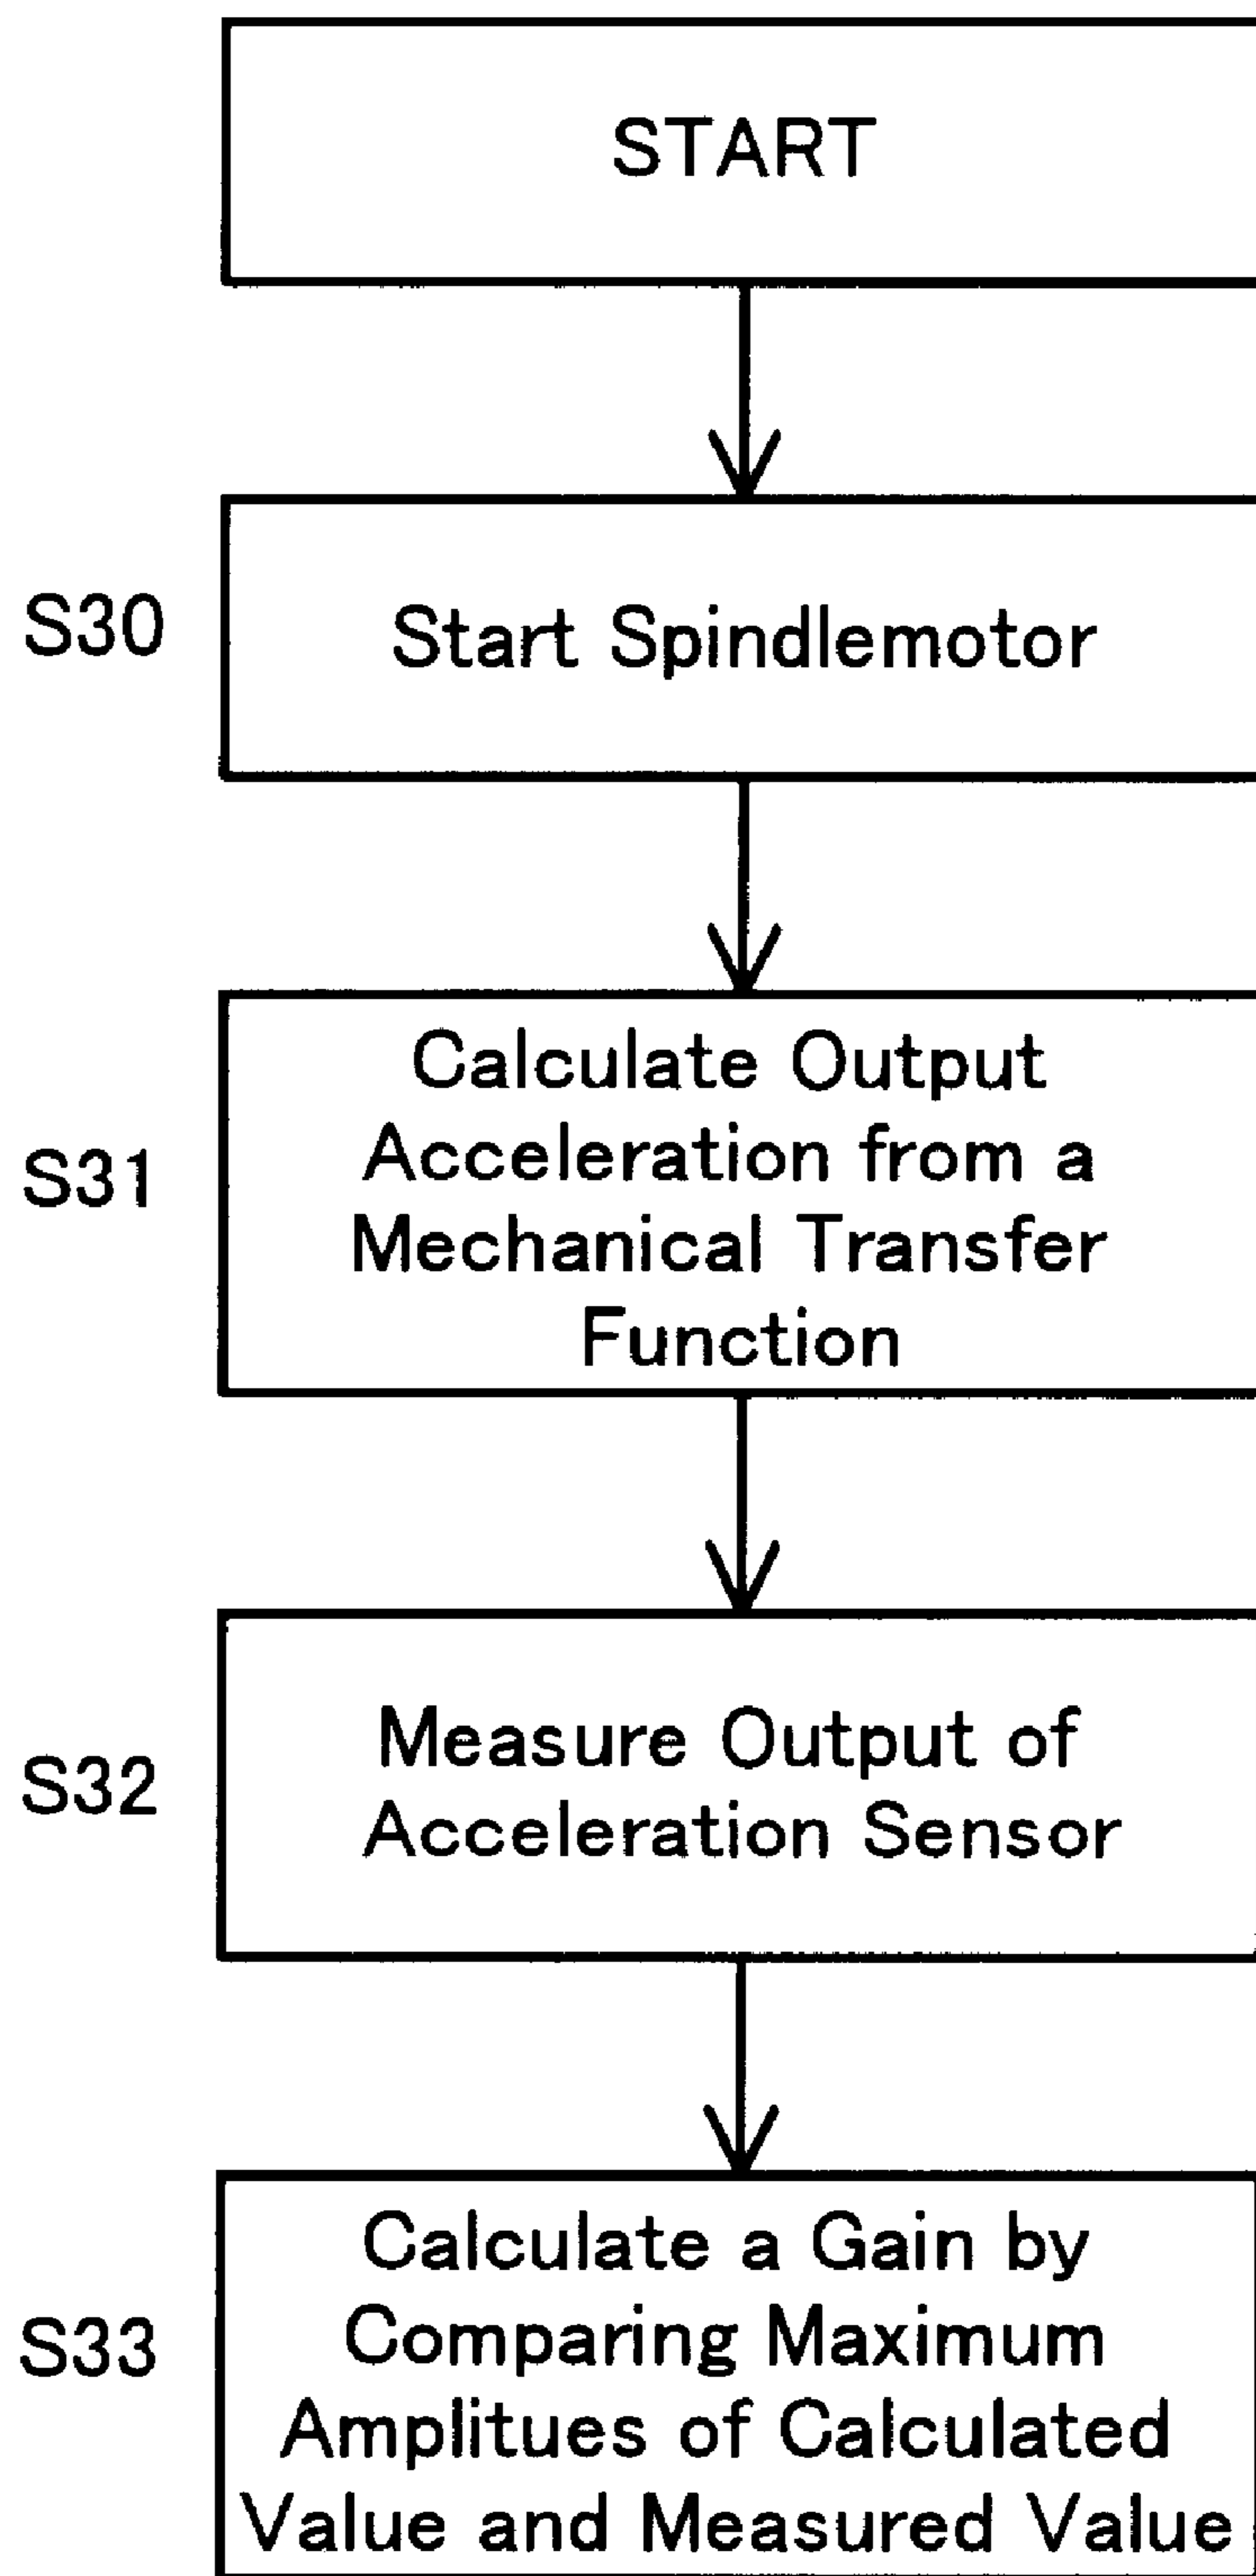 START
S30
Start Spindlemotor
S31
Calculate Output
Acceleration from a
Mechanical Transfer
Function
S32
Measure Output of
Acceleration Sensor
S33
Calculate a Gain by
Comparing Maximum
Amplitues of Calculated
Value and Measured Value